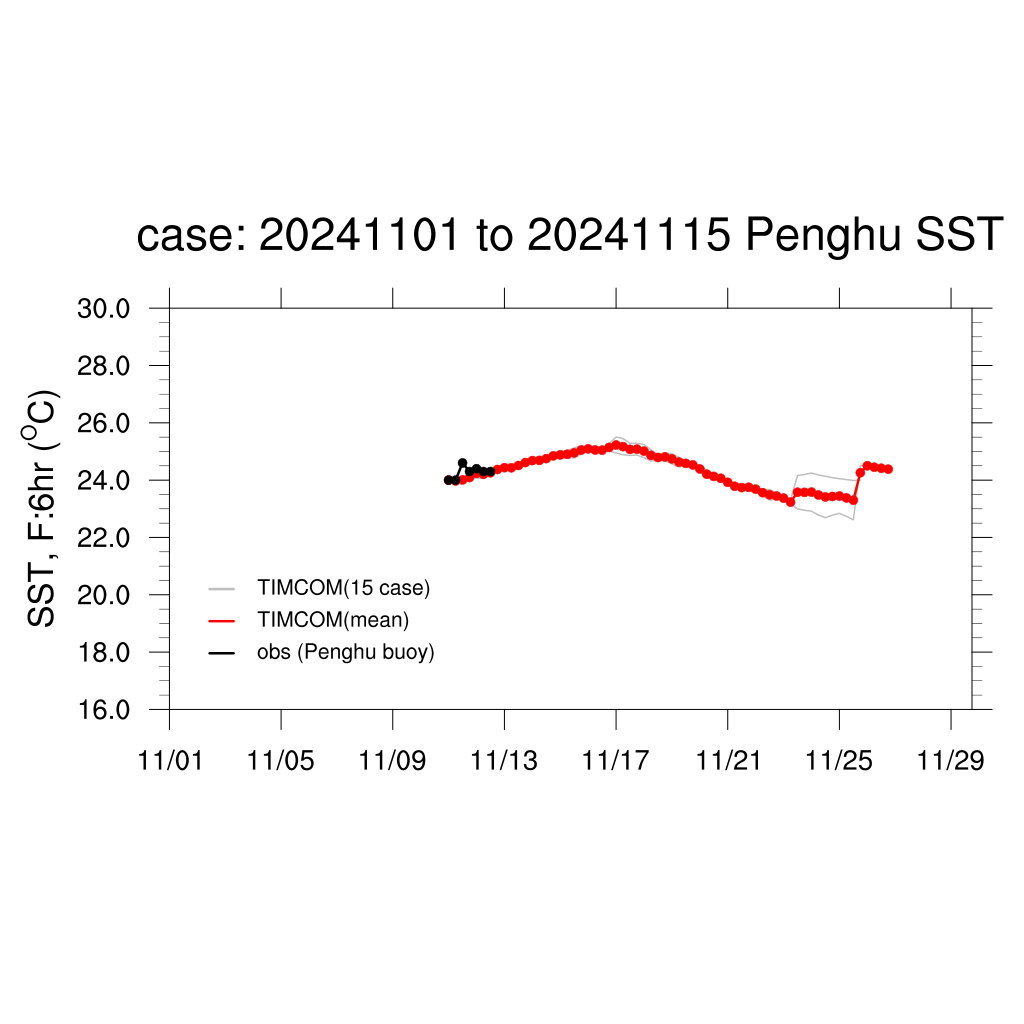 case: 20241101 to 20241115 Penghu SST
SST, F:6hr (°C)
30.0
28.0
26.0
24.0
22.0
20.0
18.0
16.0
TIMCOM(15 case)
TIMCOM(mean)
obs (Penghu buoy)
11/01 11/05 11/09 11/13 11/17 11/21 11/25 11/29